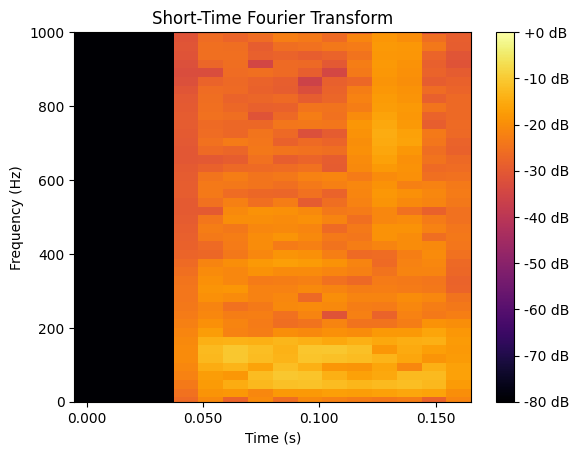 Short-Time Fourier Transform
1000
800
600
400
200
0
Frequency (Hz)
0.000
0.050
0.100
0.150
Time (s)
+0 dB
-10 dB
-20 dB
-30 dB
-40 dB
-50 dB
-60 dB
-70 dB
-80 dB